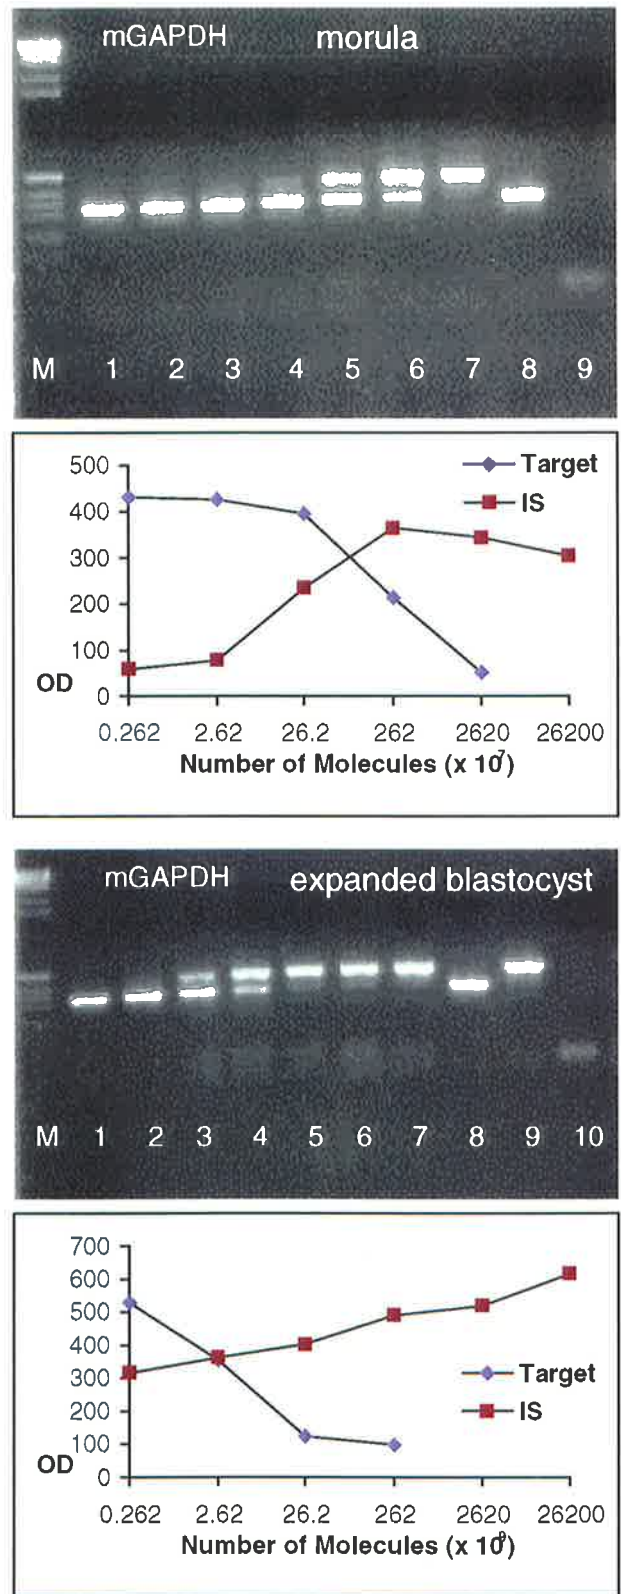 mGAPDH morula
M 1 2 3 4 5 6 7 8 9
500
400
300
200
100
0
OD
Target
IS
0.262 2.62 26.2 262 2620 26200
Number of Molecules (x 10⁷)
mGAPDH expanded blastocyst
M 1 2 3 4 5 6 7 8 9 10
700
600
500
400
300
200
100
0
OD
Target
IS
0.262 2.62 26.2 262 2620 26200
Number of Molecules (x 10